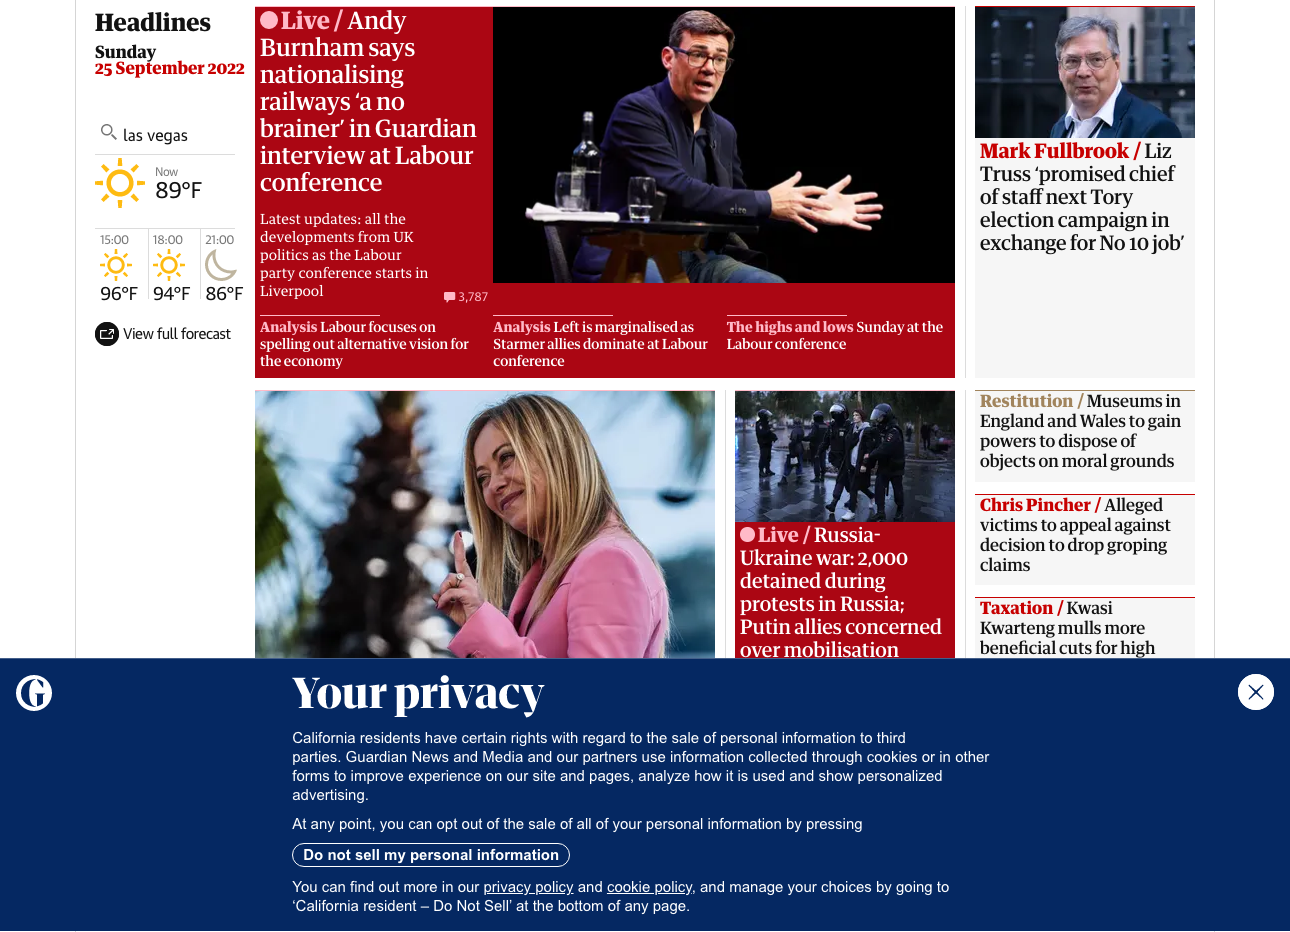 Headlines
Sunday
25 September 2022
las vegas
Now
89°F
15:00
18:00
21:00
96°F
94°F
86°F
View full forecast
Live / Andy
Burnham says
nationalising
railways ‘a no
brainer’ in Guardian
interview at Labour
conference
Latest updates: all the
developments from UK
politics as the Labour
party conference starts in
Liverpool
3,787
Analysis Labour focuses on
spelling out alternative vision for
the economy
Analysis Left is marginalised as
Starmer allies dominate at Labour
conference
The highs and lows Sunday at the
Labour conference
Mark Fullbrook / Liz
Truss ‘promised chief
of staff next Tory
election campaign in
exchange for No 10 job’
Live / Russia-
Ukraine war: 2,000
detained during
protests in Russia;
Putin allies concerned
over mobilisation
Restitution / Museums in
England and Wales to gain
powers to dispose of
objects on moral grounds
Chris Pincher / Alleged
victims to appeal against
decision to drop groping
claims
Taxation / Kwasi
Kwarteng mulls more
beneficial cuts for high
Your privacy
California residents have certain rights with regard to the sale of personal information to third
parties. Guardian News and Media and our partners use information collected through cookies or in other
forms to improve experience on our site and pages, analyze how it is used and show personalized
advertising.
At any point, you can opt out of the sale of all of your personal information by pressing
Do not sell my personal information
You can find out more in our privacy policy and cookie policy, and manage your choices by going to
‘California resident – Do Not Sell’ at the bottom of any page.